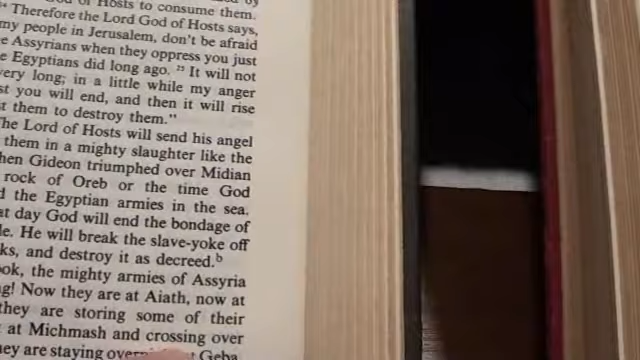 of Hosts to consume them.
24 Therefore the Lord God of Hosts says,
my people in Jerusalem, don't be afraid
Assyrians when they oppress you just
Egyptians did long ago. 25 It will not
very long; in a little while my anger
you will end, and then it will rise
them to destroy them."
The Lord of Hosts will send his angel
them in a mighty slaughter like the
when Gideon triumphed over Midian
rock of Oreb or the time God
the Egyptian armies in the sea.
day God will end the bondage of
He will break the slave-yoke off
and destroy it as decreed.b
the mighty armies of Assyria
Now they are at Aiath, now at
they are storing some of their
at Michmash and crossing over
they are staying Geba